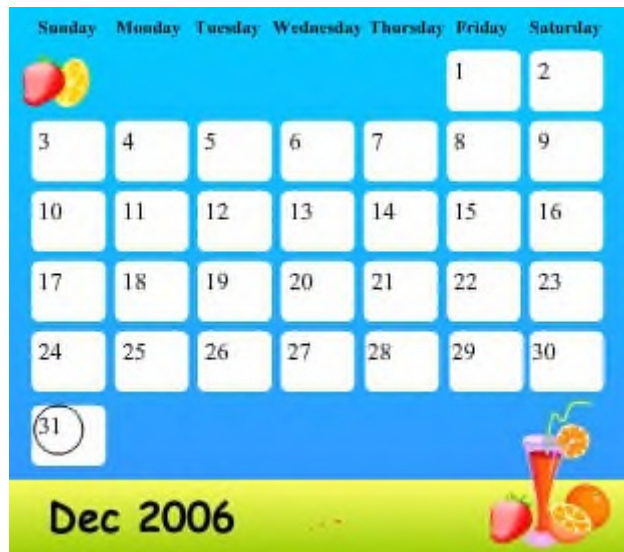 Sunday Monday Tuesday Wednesday Thursday Friday Saturday
1 2
3 4 5 6 7 8 9
10 11 12 13 14 15 16
17 18 19 20 21 22 23
24 25 26 27 28 29 30
31
Dec 2006